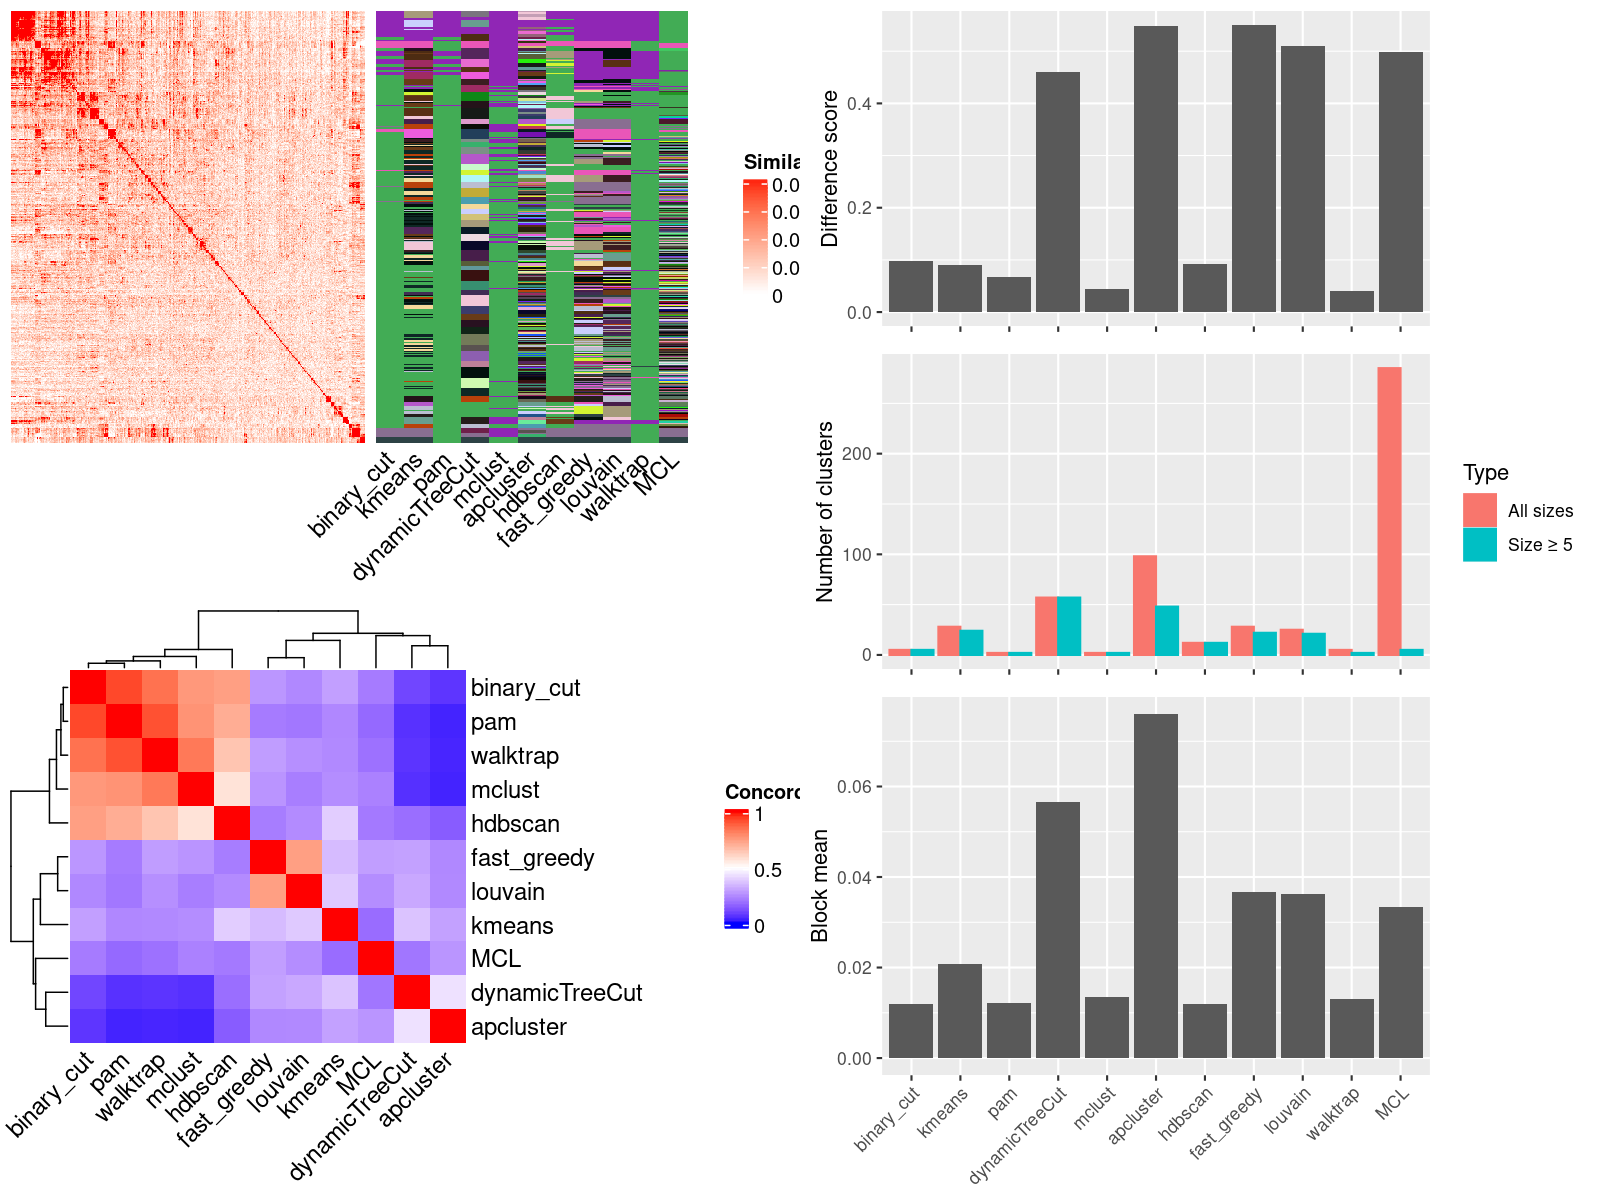 Simila
0.0
0.0
0.0
0.0
0
binary_cut
kmeans
pam
dynamicTreeCut
mclust
apcluster
hdbscan
fast_greedy
louvain
walktrap
MCL
binary_cut
pam
walktrap
mclust
hdbscan
fast_greedy
louvain
kmeans
MCL
dynamicTreeCut
apcluster
binary_cut
pam
walktrap
mclust
hdbscan
fast_greedy
louvain
kmeans
MCL
dynamicTreeCut
apcluster
Concord
1
0.5
0
Difference score
0.4
0.2
0.0
Number of clusters
200
100
0
Type
All sizes
Size ≥ 5
Block mean
0.06
0.04
0.02
0.00
binary_cut
kmeans
pam
dynamicTreeCut
mclust
apcluster
hdbscan
fast_greedy
louvain
walktrap
MCL